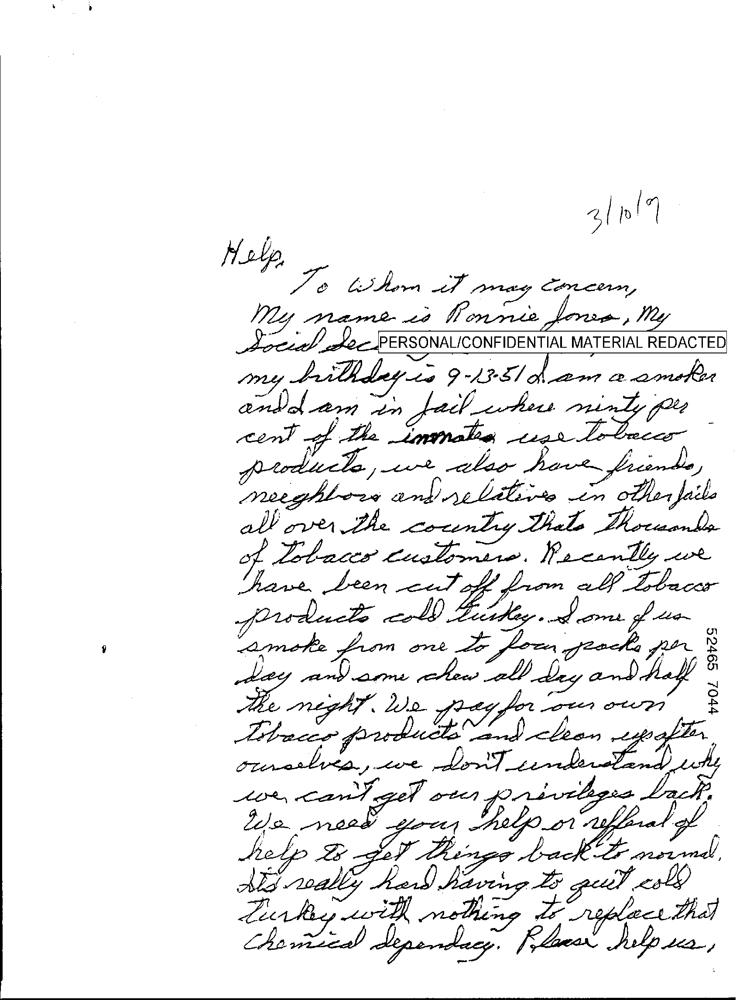 3/10/9
Help,
To Whom it may Concern,
My name is Ronnie Jones, My
Social Sec PERSONAL/CONFIDENTIAL MATERIAL REDACTED
my birthday is 9-13-51 I am a smoker
and I am in jail where ninty per
cent of the inmates use tobacco
products, we also have friends,
neeghbors and relatives in other jails
all over the country thats thousands
of tobacco customers. Recently we
have been cut off from all tobacco
products cold turkey. Some of us
smoke from one to four packs per
day and some chew all day and half
the night. We pay for our own
tobacco products and clean up after
ourselves, we don't understand why
we can't get our privileges back.
We need your help or refferal of
help to get things back to normal.
It's really hard having to quit cold
turkey with nothing to replace that
Chemical dependacy. Please help us,
52465 7044